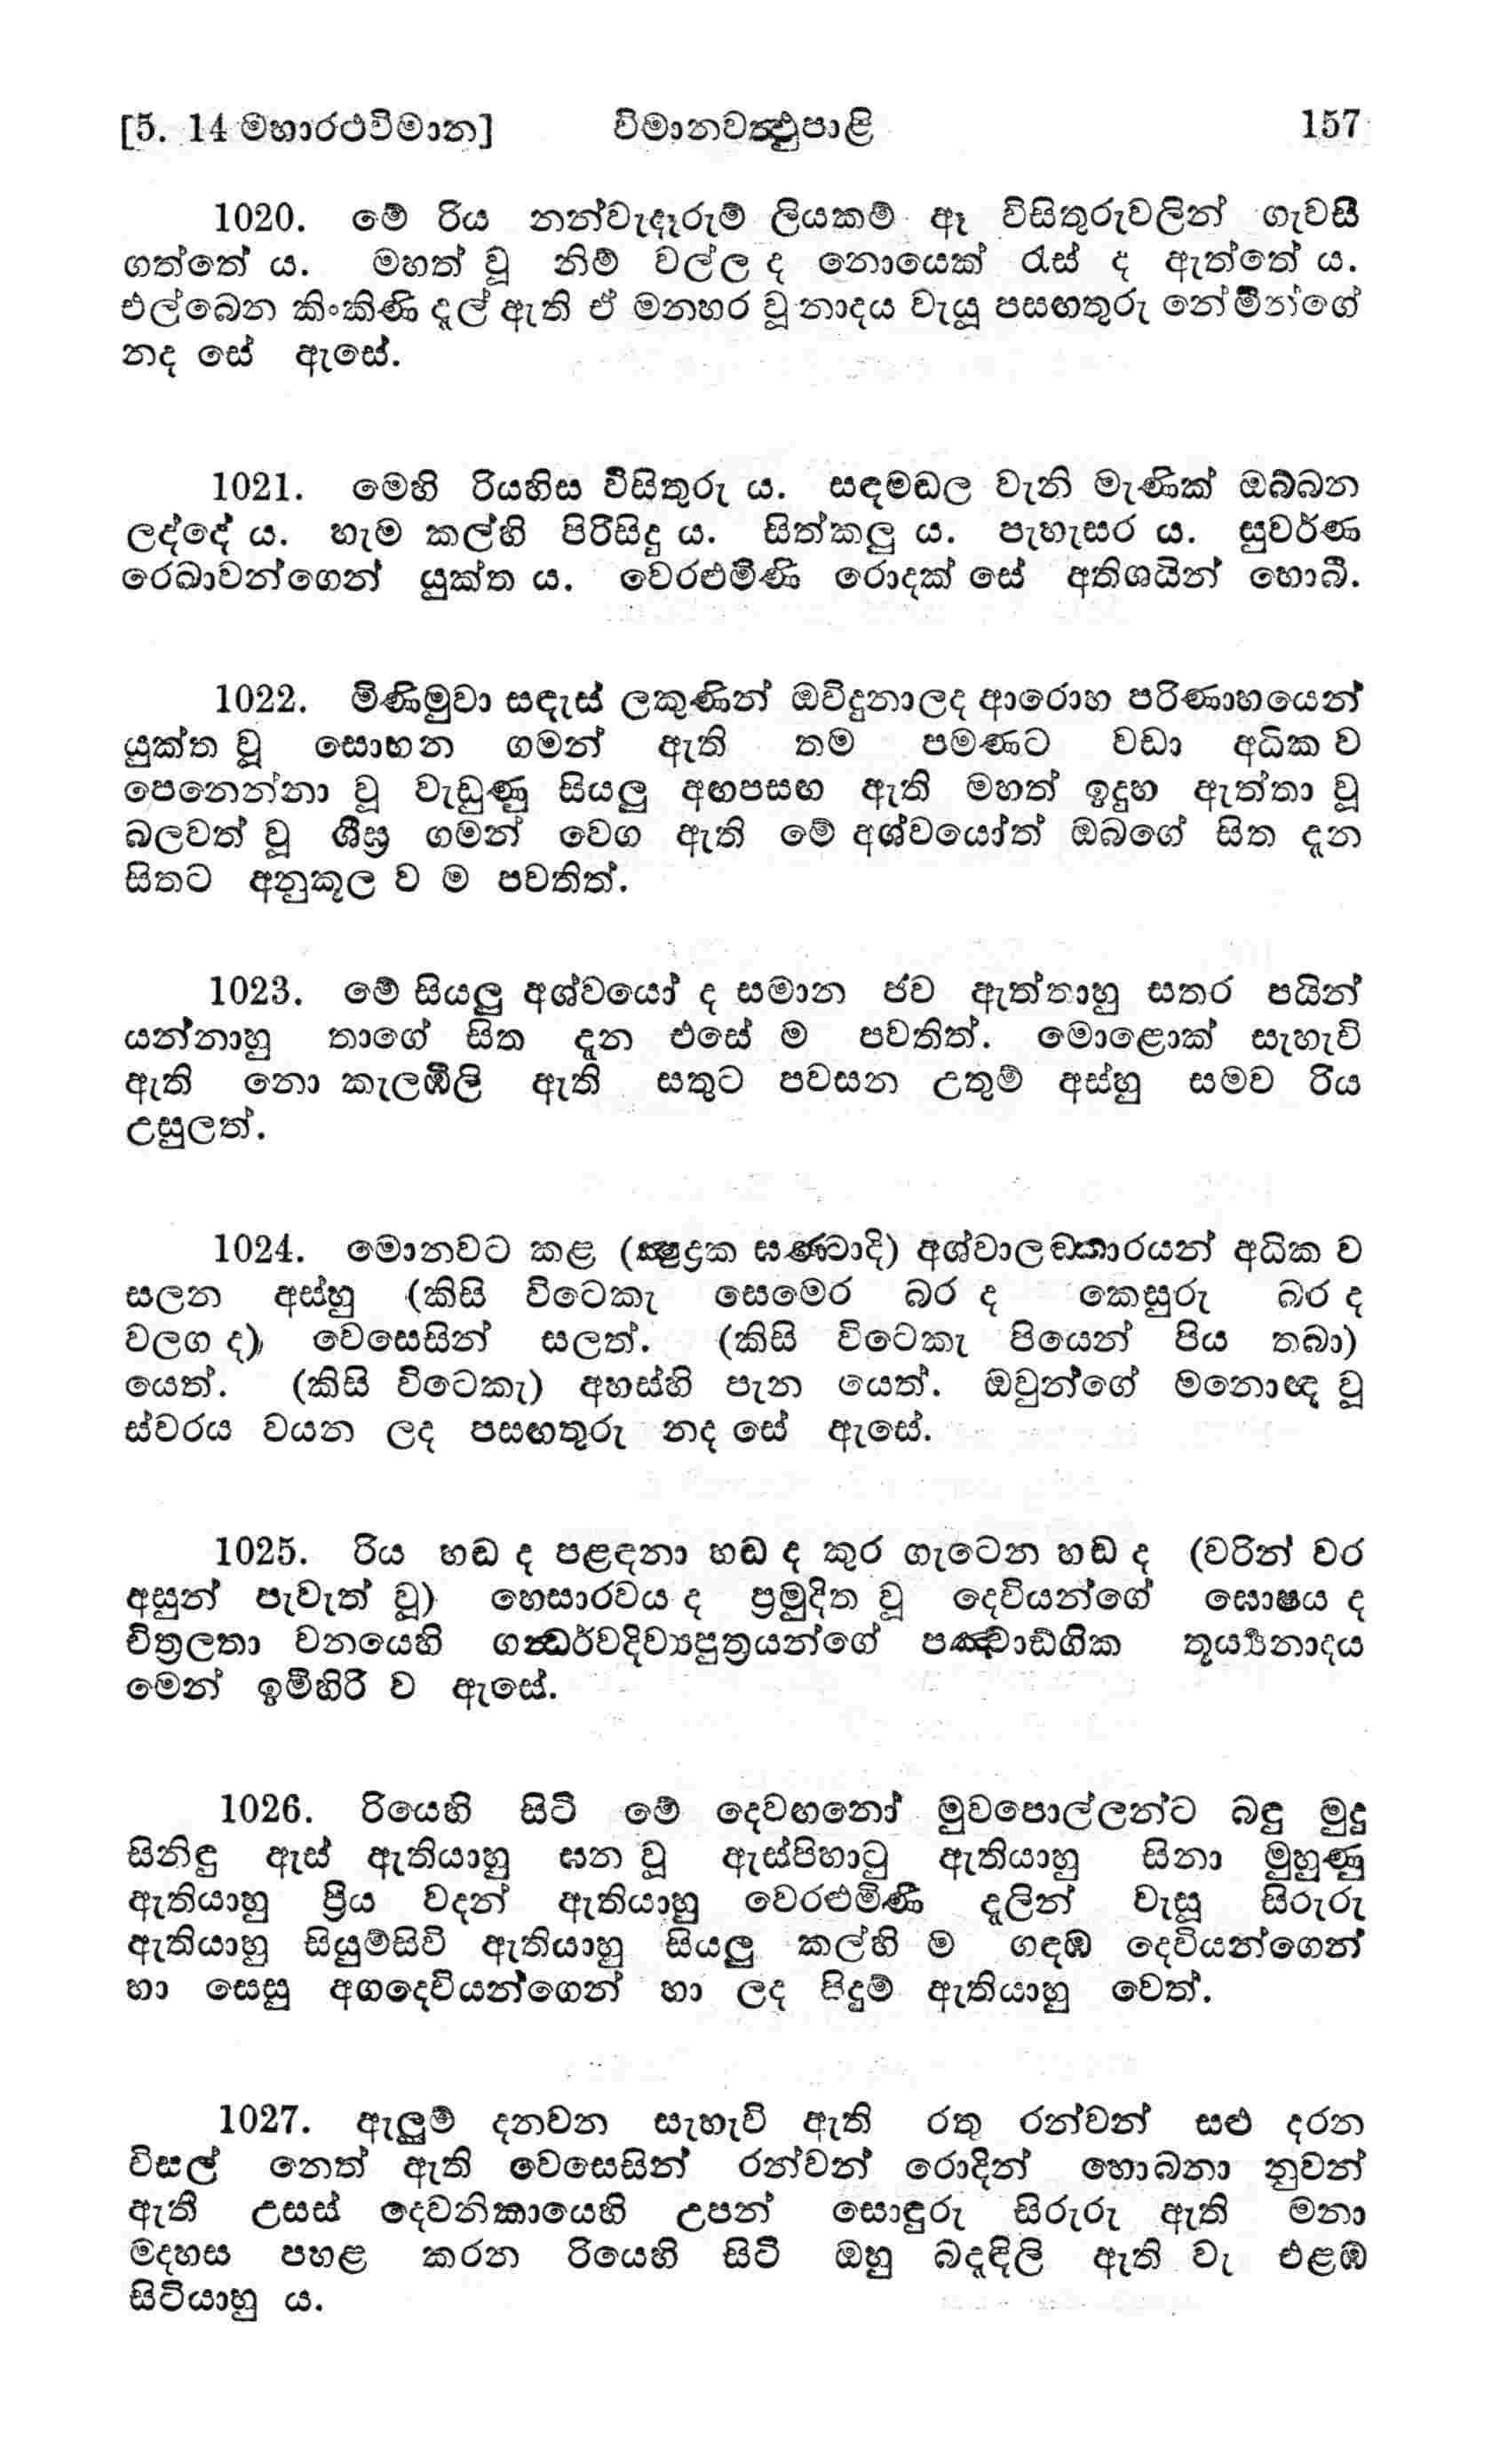 [5. 14 මහාරථවිමාන] විමානවත්‍ථුපාළි 157
1020. මේ රිය නන්වැදෑරුම් ලියකම් ඈ විසිතුරුවලින් ගැවසී
ගත්තේ ය. මහත් වූ නිම් වල්ල ද නොයෙක් රැස් ද ඇත්තේ ය.
එල්බෙන කිංකිණි දැල් ඇති ඒ මනහර වූ නාදය වැයූ පසඟතුරු නේමීන්ගේ
නද සේ ඇසේ.
1021. මෙහි රියහිස විසිතුරු ය. සඳමඬල වැනි මැණික් ඔබ්බන
ලද්දේ ය. හැම කල්හි පිරිසිදු ය. සිත්කලු ය. පැහැසර ය. සුවර්ණ
රෙඛාවන්ගෙන් යුක්ත ය. වෙරළුමිණි රොදක් සේ අතිශයින් හොබී.
1022. මිණිමුවා සඳැස් ලකුණින් ඔවිදුනාලද ආරොහ පරිණාහයෙන්
යුක්ත වූ සොභන ගමන් ඇති තම පමණට වඩා අධික ව
පෙනෙන්නා වූ වැඩුණු සියලු අඟපසඟ ඇති මහත් ඉදුහ ඇත්තා වූ
බලවත් වූ ශීඝ්‍ර ගමන් වෙග ඇති මේ අශ්වයෝත් ඔබගේ සිත දැන
සිතට අනුකූල ව ම පවතිත්.
1023. මේ සියලු අශ්වයෝ ද සමාන ජව ඇත්තාහු සතර පයින්
යන්නාහු තාගේ සිත දැන එසේ ම පවතිත්. මොළොක් සැහැවි
ඇති නො කැලඹීලි ඇති සතුට පවසන උතුම් අස්හු සමව රිය
උසුලත්.
1024. මොනවට කළ (ක්‍ෂුද්‍රක ඝණ්ටාදි) අශ්වාලඞ්කාරයන් අධික ව
සලන අස්හු (කිසි විටෙකැ සෙමෙර බර ද කෙසුරු බර ද
වලග ද) වෙසෙසින් සලත්. (කිසි විටෙකැ පියෙන් පිය තබා)
යෙත්. (කිසි විටෙකැ) අහස්හි පැන යෙත්. ඔවුන්ගේ මනොඥ වූ
ස්වරය වයන ලද පසඟතුරු නද සේ ඇසේ.
1025. රිය හඬ ද පළඳනා හඬ ද කුර ගැටෙන හඬ ද (වරින් වර
අසුන් පැවැත් වූ) හෙසාරවය ද ප්‍රමුදිත වූ දෙවියන්ගේ ඝොෂය ද
චිත්‍රලතා වනයෙහි ගන්‍ධර්වදිව්‍යපුත්‍රයන්ගේ පඤ්චාඞ්ගික තූර්‍ය්‍යනාදය
මෙන් ඉමිහිරි ව ඇසේ.
1026. රියෙහි සිටි මේ දෙවඟනෝ මුවපොල්ලන්ට බඳු මුදු
සිනිඳු ඇස් ඇතියාහු ඝන වූ ඇස්පිහාටු ඇතියාහු සිනා මුහුණු
ඇතියාහු ප්‍රිය වදන් ඇතියාහු වෙරළුමිණී දැලින් වැසූ සිරුරු
ඇතියාහු සියුම්සිවි ඇතියාහු සියලු කල්හි ම ගඳඹ දෙවියන්ගෙන්
හා සෙසු අගදෙවියන්ගෙන් හා ලද පිදුම් ඇතියාහු වෙත්.
1027. ඇලුම් දනවන සැහැවි ඇති රතු රන්වන් සළු දරන
විසල් නෙත් ඇති වෙසෙසින් රන්වන් රොදින් හොබනා නුවන්
ඇති උසස් දෙවනිකායෙහි උපන් සොඳුරු සිරුරු ඇති මනා
මදහස පහළ කරන රියෙහි සිටි ඔහු බදැඳිලි ඇති වැ එළඹ
සිටියාහු ය.